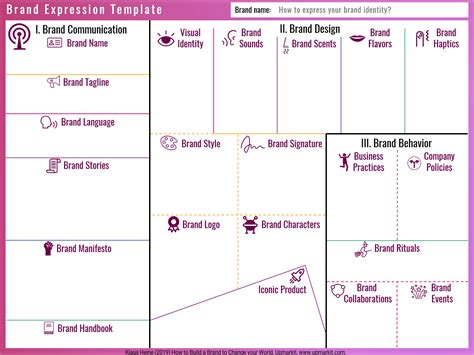 Brand Expression Template
Brand name: How to express your brand identity?
I. Brand Communication
Brand Name
Brand Tagline
Brand Language
Brand Stories
Brand Manifesto
Brand Handbook
II. Brand Design
Visual
Identity
Brand
Sounds
Brand Scents
Brand
Flavors
Brand
Haptics
Brand Style
Brand Signature
Brand Logo
Brand Characters
Iconic Product
III. Brand Behavior
Business
Practices
Company
Policies
Brand Rituals
Brand
Collaborations
Brand
Events
Klaus Heine (2019) How to Build a Brand to Change your World, Upmarkit, www.upmarkit.com